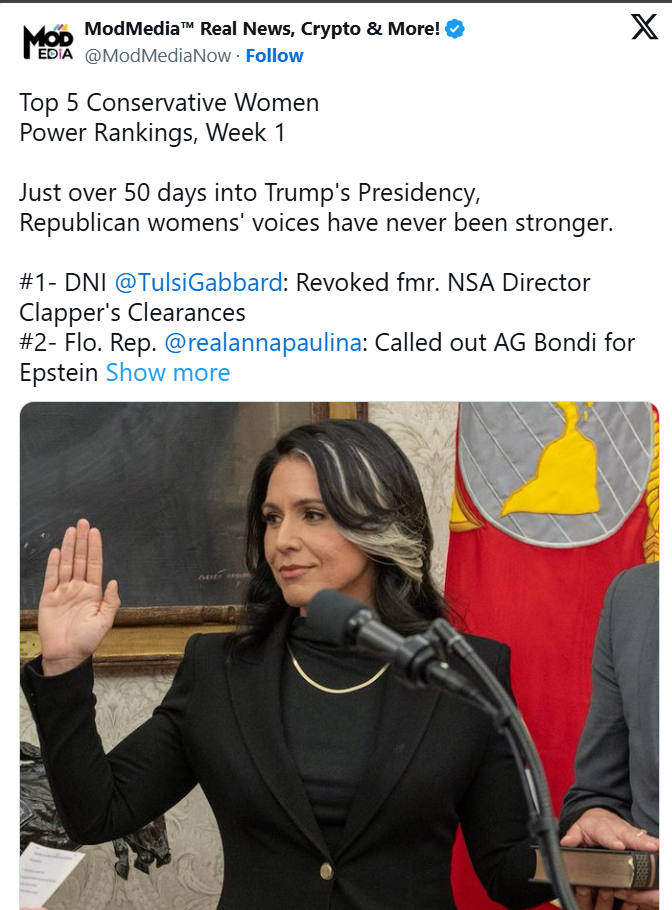 MOD
EDIA
ModMedia™ Real News, Crypto & More!
@ModMediaNow · Follow
Top 5 Conservative Women
Power Rankings, Week 1
Just over 50 days into Trump's Presidency,
Republican womens' voices have never been stronger.
#1- DNI @TulsiGabbard: Revoked fmr. NSA Director
Clapper's Clearances
#2- Flo. Rep. @realannapaulina: Called out AG Bondi for
Epstein Show more